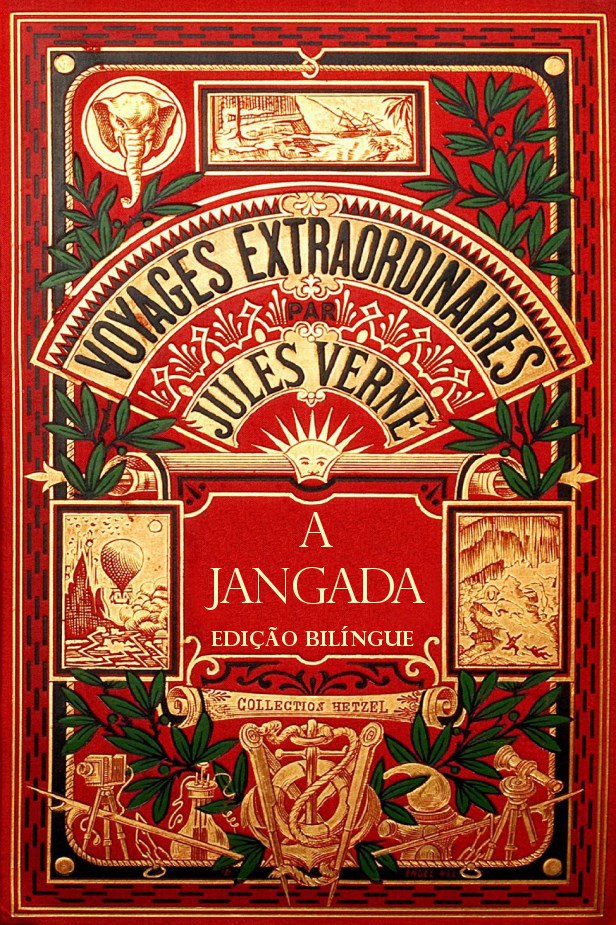 VOYAGES EXTRAORDINAIRES
PAR
JULES VERNE
A
JANGADA
EDIÇÃO BILÍNGUE
COLLECTION HETZEL